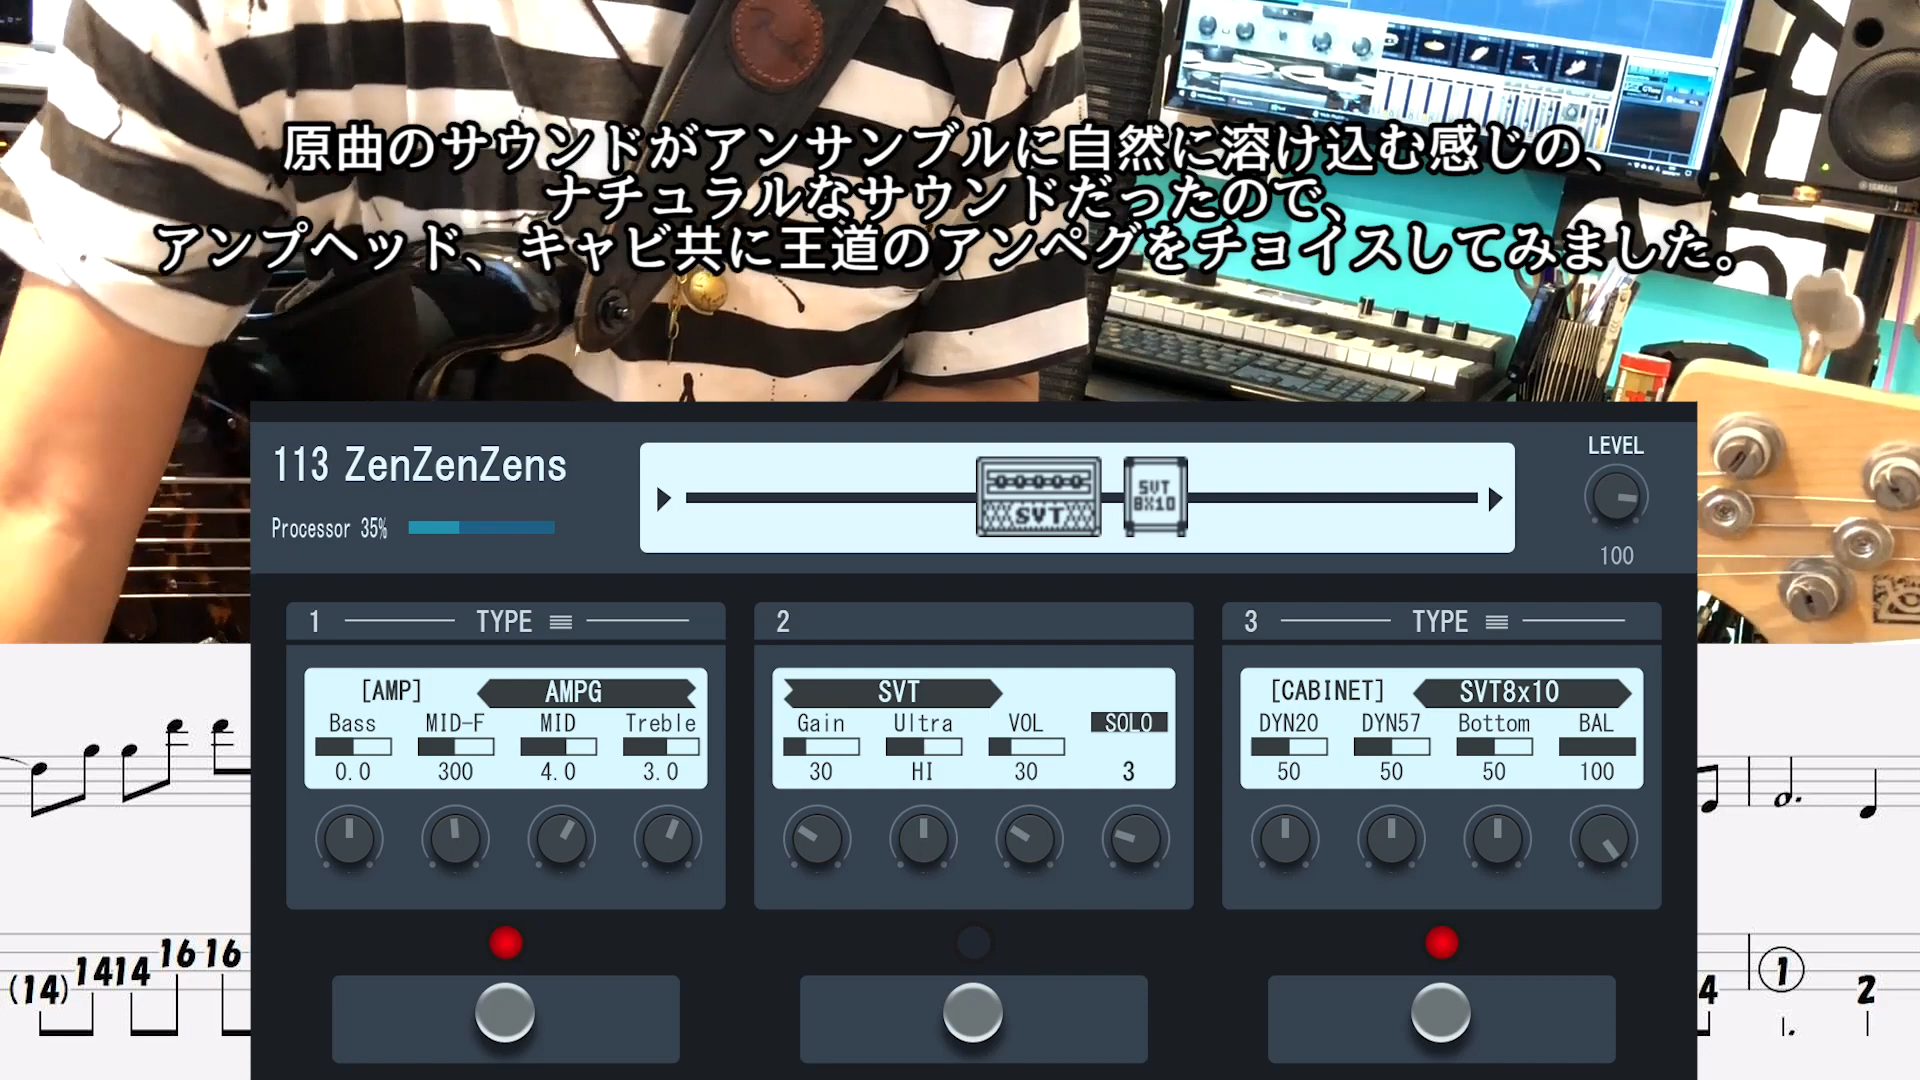 原曲のサウンドがアンサンブルに自然に溶け込む感じの、
ナチュラルなサウンドだったので、
アンプヘッド、キャビ共に王道のアンペグをチョイスしてみました。
YAMAHA
113 ZenZenZens
Processor 35%
SVT
SVT
8X10
LEVEL
100
1 TYPE
[AMP] AMPG
Bass MID-F MID Treble
0.0 300 4.0 3.0
2
SVT
Gain Ultra VOL SOLO
30 HI 30 3
3 TYPE
[CABINET] SVT8x10
DYN20 DYN57 Bottom BAL
50 50 50 100
(14) 14 14 16 16
4 1 2